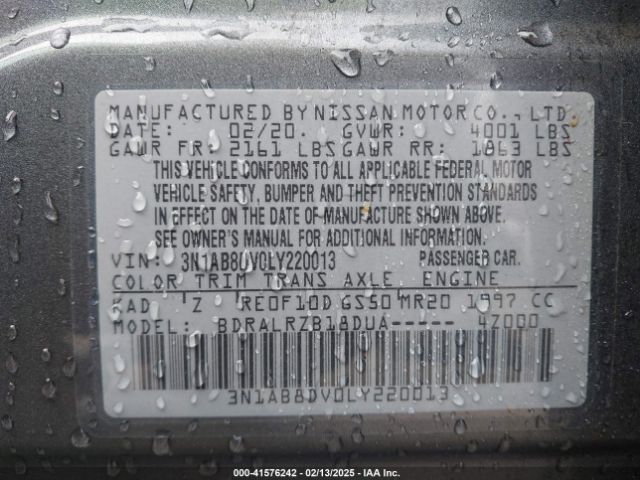 MANUFACTURED BY NISSAN MOTOR CO., LTD.
DATE: 02/20. GVWR: 4001 LBS
GAWR FR: 2161 LBS GAWR RR: 1863 LBS
THIS VEHICLE CONFORMS TO ALL APPLICABLE FEDERAL MOTOR
VEHICLE SAFETY, BUMPER AND THEFT PREVENTION STANDARDS
IN EFFECT ON THE DATE OF MANUFACTURE SHOWN ABOVE.
SEE OWNER'S MANUAL FOR ADDITIONAL INFORMATION.
VIN: 3N1AB8DV0LY220013 PASSENGER CAR.
COLOR TRIM TRANS AXLE ENGINE
KAD Z RE0F10D GS50 MR20 1997 CC
MODEL: BDRALRZB18DUA----- 4Z000
3N1AB8DV0LY220013
000-41576242 - 02/13/2025 - IAA Inc.